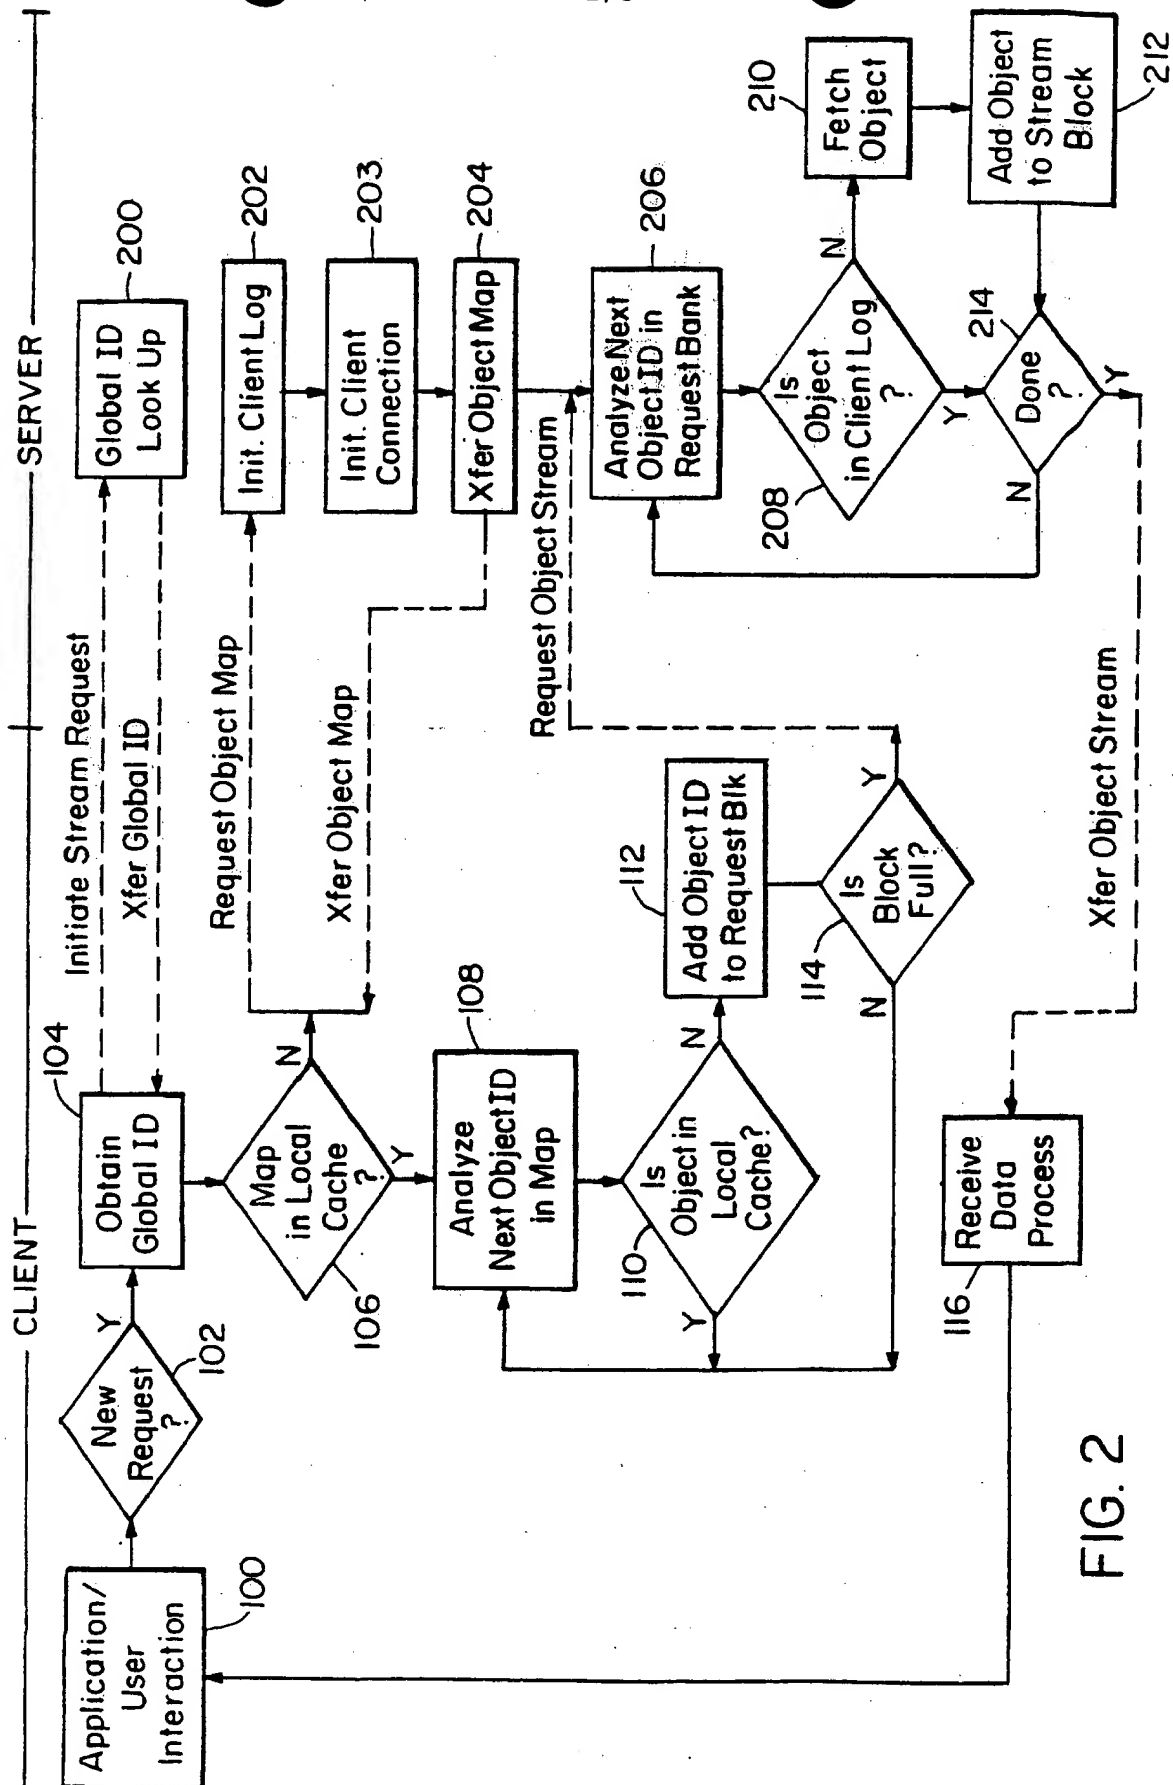 CLIENT
SERVER
Application/
User
Interaction
100
New
Request
?
102
Y
Obtain
Global ID
104
Initiate Stream Request
Xfer Global ID
Global ID
Look Up
200
Map
in Local
Cache
?
106
N
Y
Request Object Map
Xfer Object Map
Init. Client Log
202
Init. Client
Connection
203
Xfer Object Map
204
Analyze
Next Object ID
in Map
108
Is
Object in
Local
Cache?
110
Y
N
Add Object ID
to Request Blk
112
Is
Block
Full?
114
N
Y
Request Object Stream
Analyze Next
Object ID in
Request Bank
206
Is
Object
in Client Log
?
208
N
Y
Fetch
Object
210
Add Object
to Stream
Block
212
Done
?
214
N
Y
Xfer Object Stream
Receive
Data
Process
116
FIG. 2